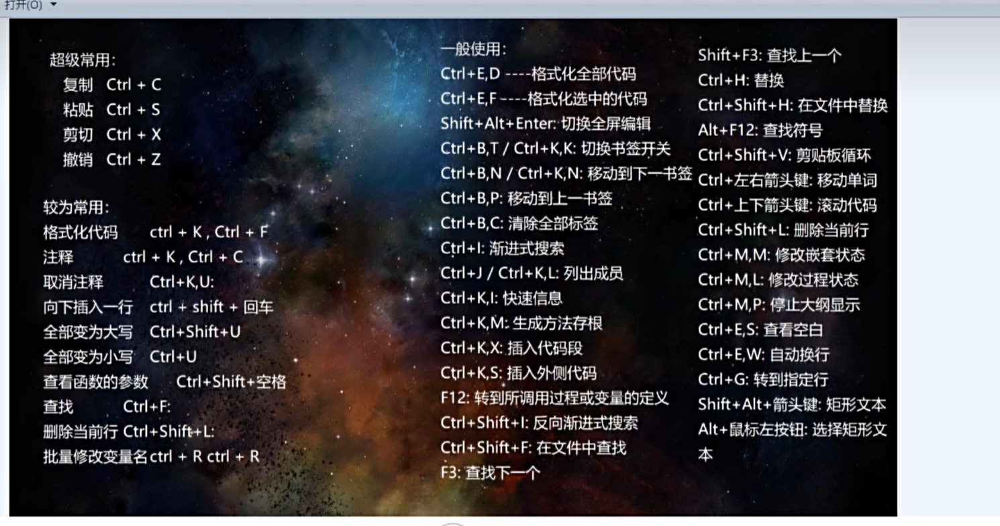 打开(O)
超级常用：
复制 Ctrl + C
粘贴 Ctrl + S
剪切 Ctrl + X
撤销 Ctrl + Z
较为常用：
格式化代码 ctrl + K , Ctrl + F
注释 ctrl + K , Ctrl + C
取消注释 Ctrl+K,U:
向下插入一行 ctrl + shift + 回车
全部变为大写 Ctrl+Shift+U
全部变为小写 Ctrl+U
查看函数的参数 Ctrl+Shift+空格
查找 Ctrl+F:
删除当前行 Ctrl+Shift+L:
批量修改变量名ctrl + R ctrl + R
一般使用：
Ctrl+E,D ----格式化全部代码
Ctrl+E,F ----格式化选中的代码
Shift+Alt+Enter: 切换全屏编辑
Ctrl+B,T / Ctrl+K,K: 切换书签开关
Ctrl+B,N / Ctrl+K,N: 移动到下一书签
Ctrl+B,P: 移动到上一书签
Ctrl+B,C: 清除全部标签
Ctrl+I: 渐进式搜索
Ctrl+J / Ctrl+K,L: 列出成员
Ctrl+K,I: 快速信息
Ctrl+K,M: 生成方法存根
Ctrl+K,X: 插入代码段
Ctrl+K,S: 插入外侧代码
F12: 转到所调用过程或变量的定义
Ctrl+Shift+I: 反向渐进式搜索
Ctrl+Shift+F: 在文件中查找
F3: 查找下一个
Shift+F3: 查找上一个
Ctrl+H: 替换
Ctrl+Shift+H: 在文件中替换
Alt+F12: 查找符号
Ctrl+Shift+V: 剪贴板循环
Ctrl+左右箭头键: 移动单词
Ctrl+上下箭头键: 滚动代码
Ctrl+Shift+L: 删除当前行
Ctrl+M,M: 修改嵌套状态
Ctrl+M,L: 修改过程状态
Ctrl+M,P: 停止大纲显示
Ctrl+E,S: 查看空白
Ctrl+E,W: 自动换行
Ctrl+G: 转到指定行
Shift+Alt+箭头键: 矩形文本
Alt+鼠标左按钮: 选择矩形文
本